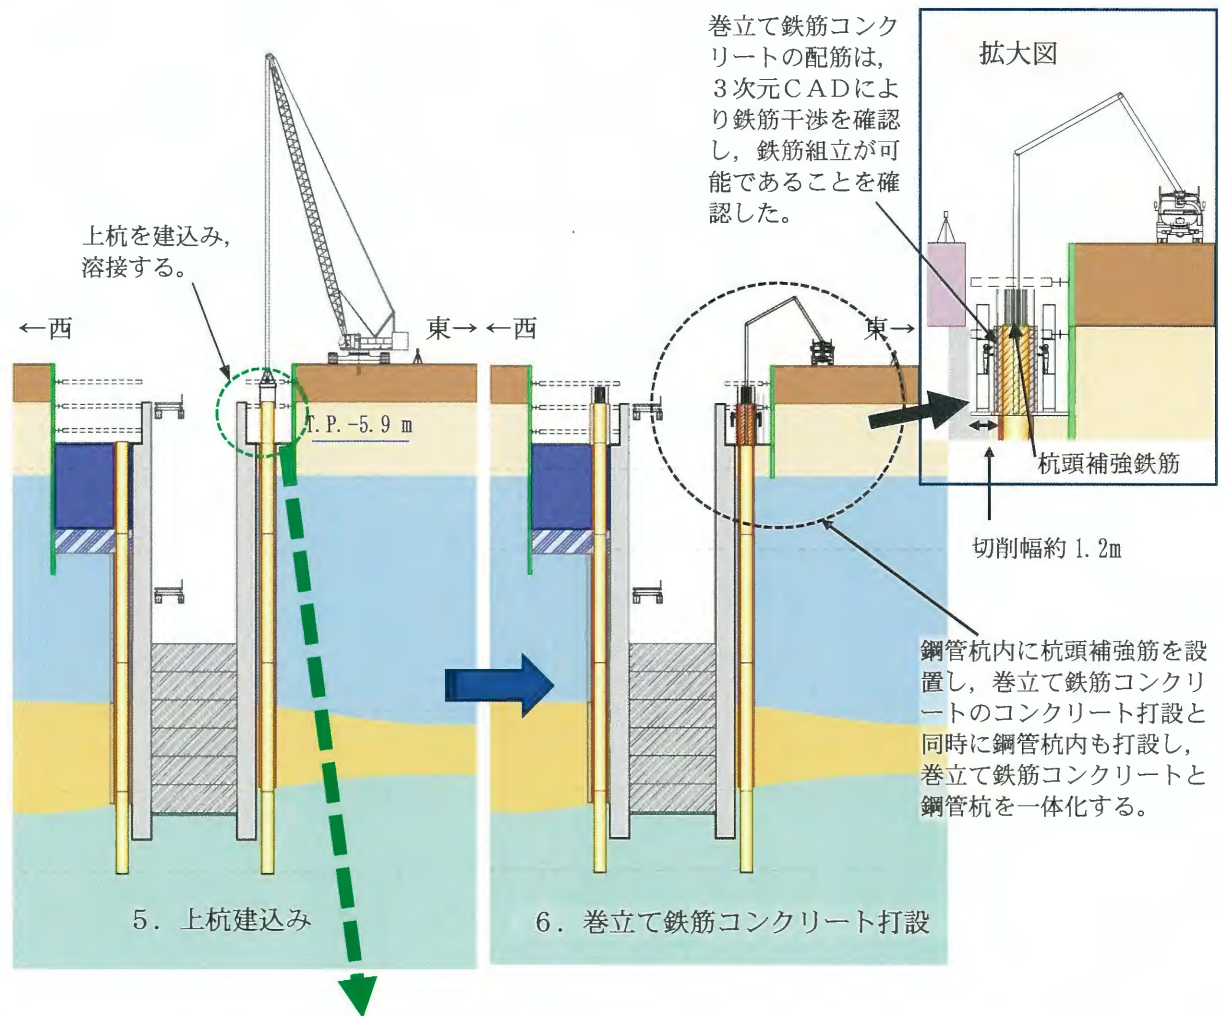 巻立て鉄筋コンク
リートの配筋は，
３次元ＣＡＤによ
り鉄筋干渉を確認
し，鉄筋組立が可
能であることを確
認した。
拡大図
上杭を建込み，
溶接する。
←西
東→
←西
東→
T.P.-5.9 m
杭頭補強鉄筋
切削幅約 1.2m
鋼管杭内に杭頭補強筋を設
置し，巻立て鉄筋コンクリ
ートのコンクリート打設と
同時に鋼管杭内も打設し，
巻立て鉄筋コンクリートと
鋼管杭を一体化する。
５．上杭建込み
６．巻立て鉄筋コンクリート打設